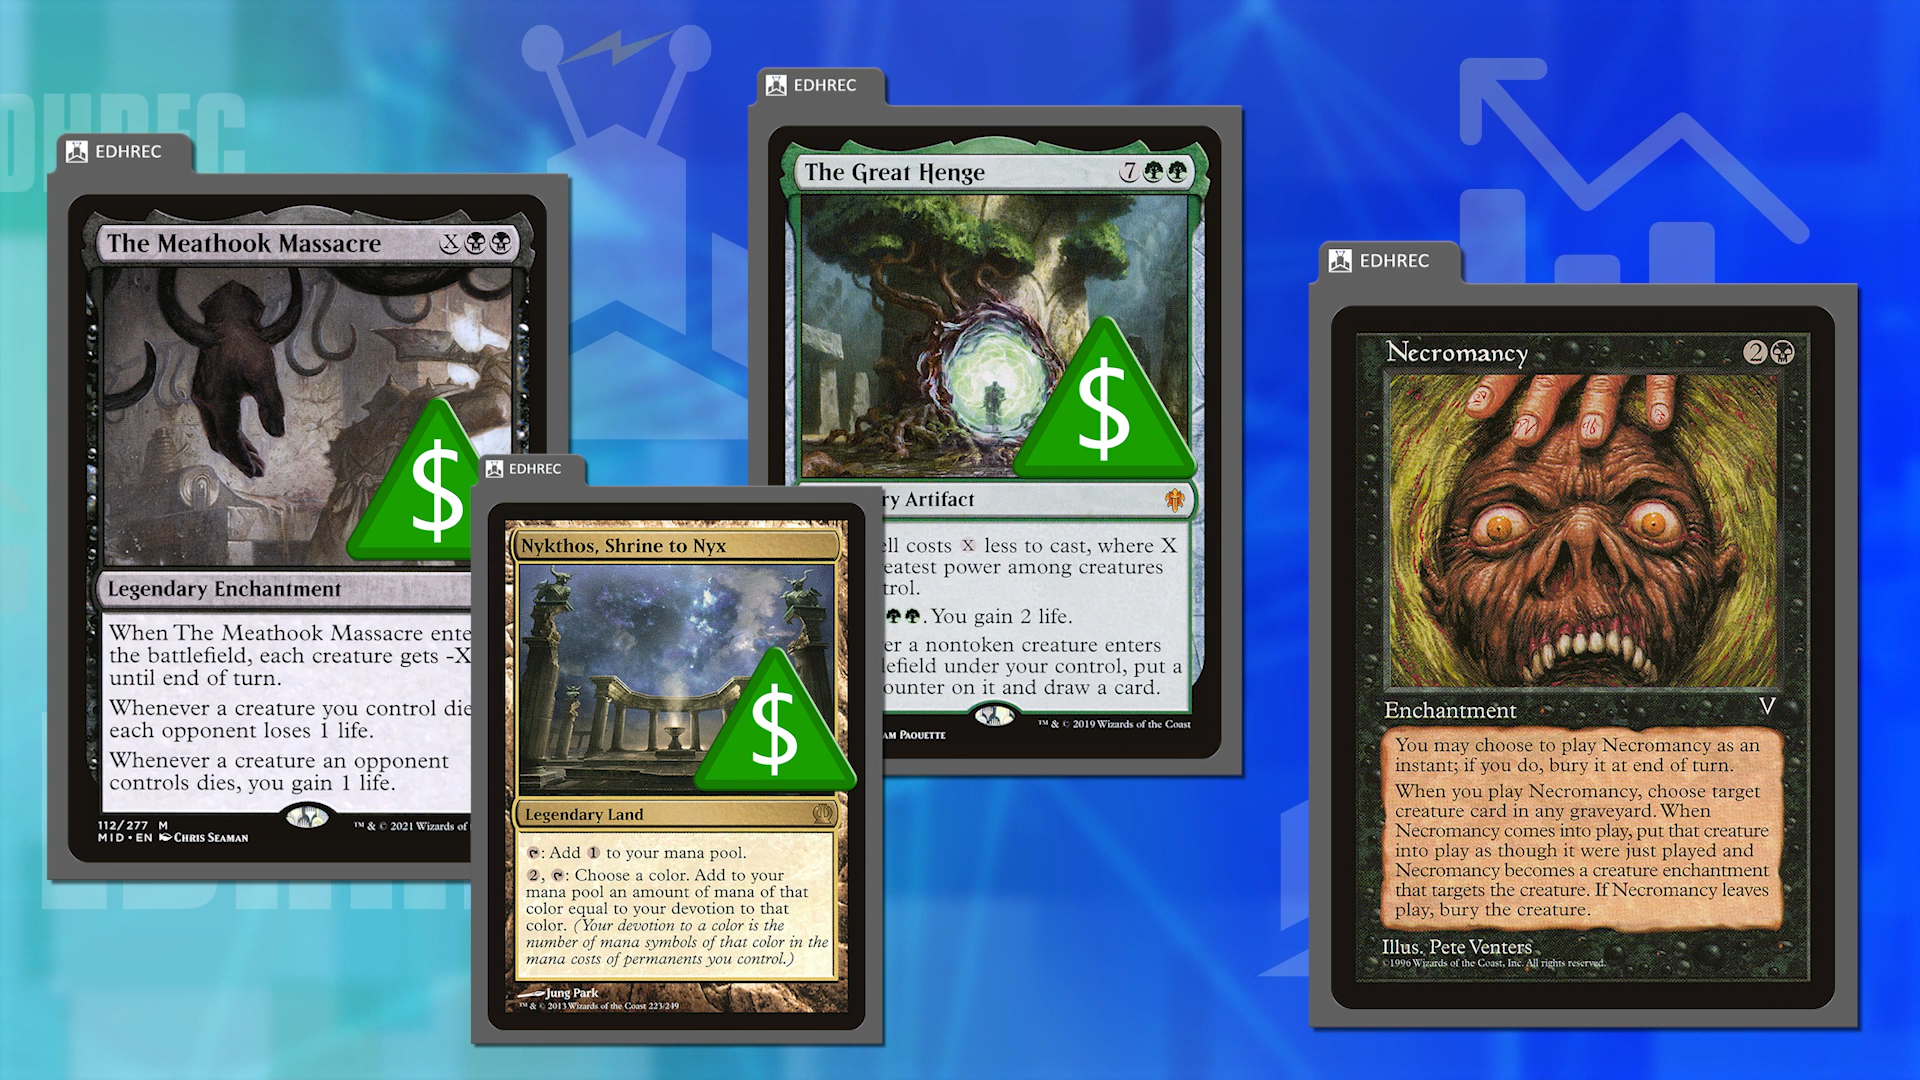 EDHREC
The Meathook Massacre X
Legendary Enchantment
When The Meathook Massacre ente
the battlefield, each creature gets -X
until end of turn.
Whenever a creature you control die
each opponent loses 1 life.
Whenever a creature an opponent
controls dies, you gain 1 life.
112/277 M
MID • EN CHRIS SEAMAN
™ & © 2021 Wizards of
$
EDHREC
Nykthos, Shrine to Nyx
$
Legendary Land
: Add 1 to your mana pool.
2, : Choose a color. Add to your
mana pool an amount of mana of that
color equal to your devotion to that
color. (Your devotion to a color is the
number of mana symbols of that color in the
mana costs of permanents you control.)
Jung Park
™ & © 2013 Wizards of the Coast 223/249
EDHREC
The Great Henge 7
$
ry Artifact
ell costs X less to cast, where X
eatest power among creatures
trol.
. You gain 2 life.
er a nontoken creature enters
lefield under your control, put a
ounter on it and draw a card.
AM PAQUETTE
™ & © 2019 Wizards of the Coast
EDHREC
Necromancy 2
Enchantment
You may choose to play Necromancy as an
instant; if you do, bury it at end of turn.
When you play Necromancy, choose target
creature card in any graveyard. When
Necromancy comes into play, put that creature
into play as though it were just played and
Necromancy becomes a creature enchantment
that targets the creature. If Necromancy leaves
play, bury the creature.
Illus. Pete Venters
©1996 Wizards of the Coast, Inc. All rights reserved.